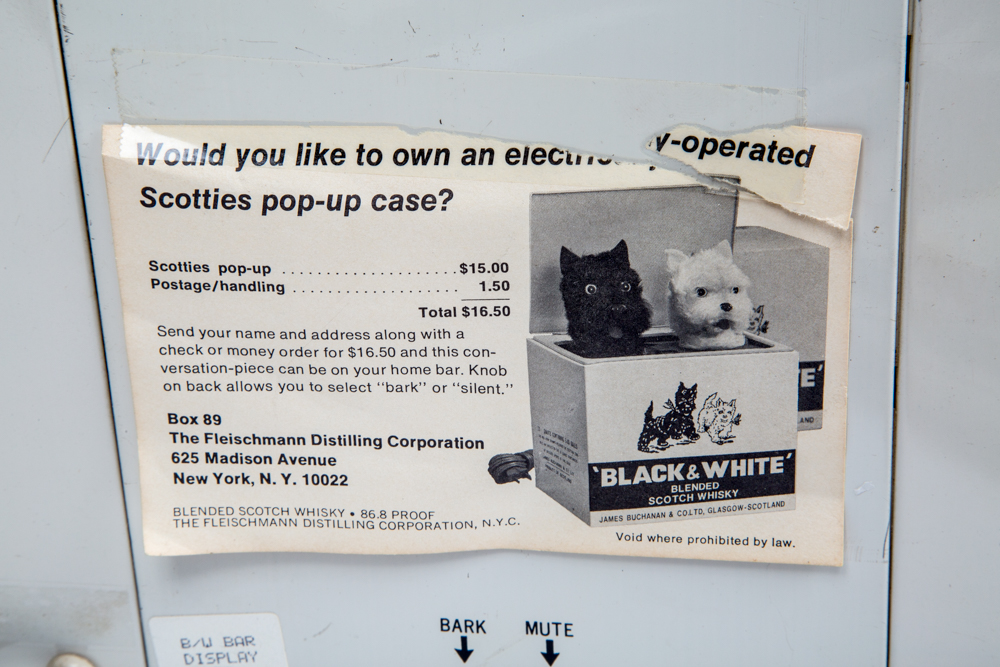 Would you like to own an electric y-operated
Scotties pop-up case?
Scotties pop-up ......................$15.00
Postage/handling ..................... 1.50
Total $16.50
Send your name and address along with a
check or money order for $16.50 and this con-
versation-piece can be on your home bar. Knob
on back allows you to select "bark" or "silent."
Box 89
The Fleischmann Distilling Corporation
625 Madison Avenue
New York, N. Y. 10022
BLENDED SCOTCH WHISKY • 86.8 PROOF
THE FLEISCHMANN DISTILLING CORPORATION, N.Y.C.
'BLACK & WHITE'
BLENDED
SCOTCH WHISKY
JAMES BUCHANAN & CO.LTD, GLASGOW-SCOTLAND
TE'
LAND
Void where prohibited by law.
BARK MUTE
B/W BAR
DISPLAY